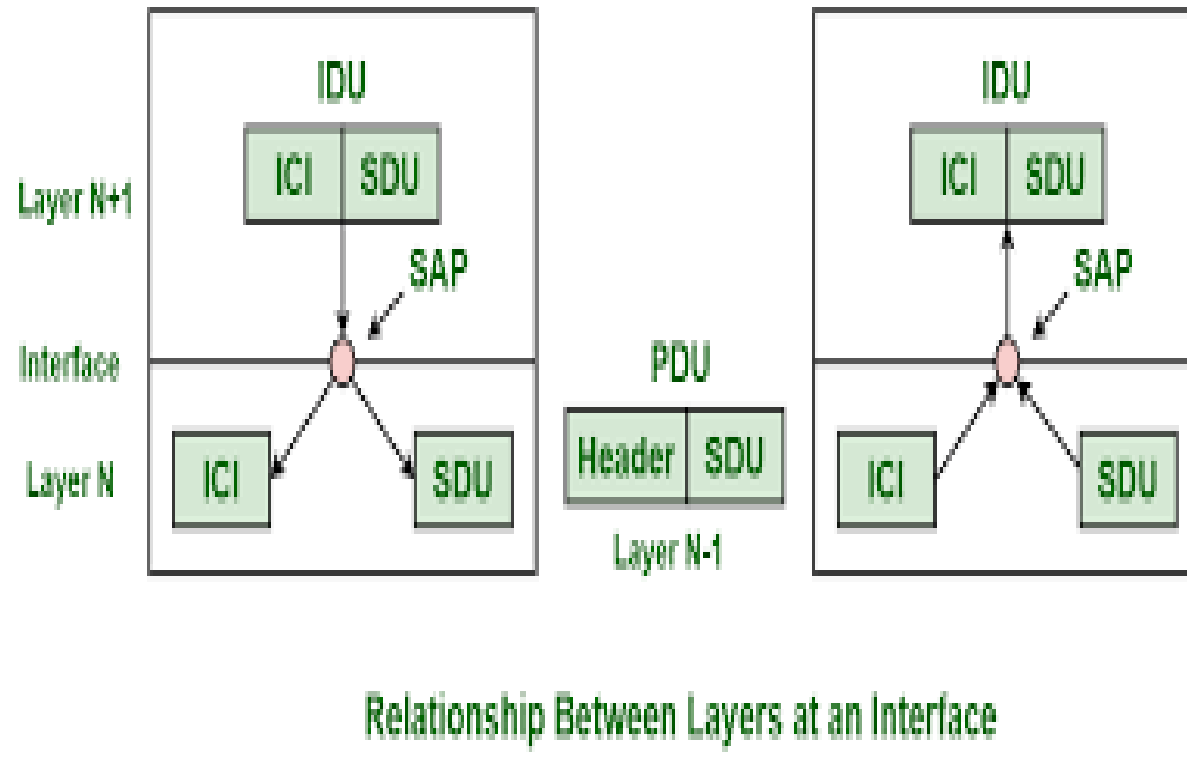 IDU
IDU
ICI SDU
ICI SDU
Layer N+1
SAP
SAP
Interface
PDU
Header SDU
Layer N
ICI
SDU
ICI
SDU
Layer N-1
Relationship Between Layers at an Interface